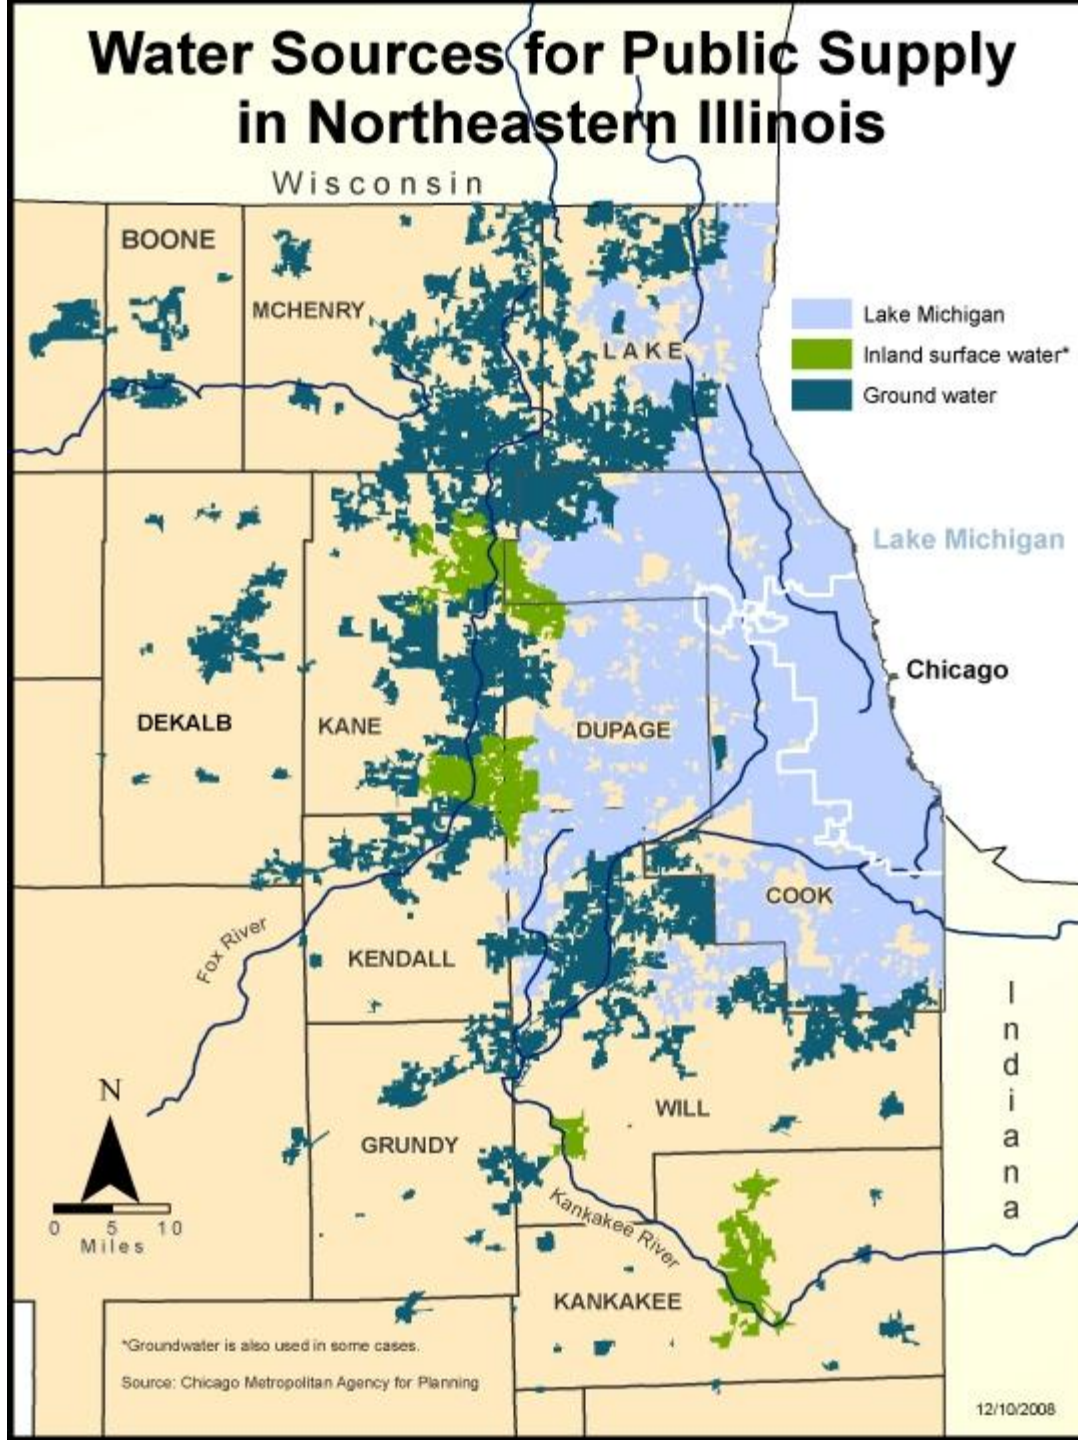 Water Sources for Public Supply
in Northeastern Illinois
Wisconsin
BOONE
MCHENRY
LAKE
Lake Michigan
Inland surface water*
Ground water
Lake Michigan
Chicago
DEKALB
KANE
DUPAGE
COOK
Fox River
KENDALL
Indiana
N
WILL
GRUNDY
0 5 10
Miles
Kankakee River
KANKAKEE
*Groundwater is also used in some cases.
Source: Chicago Metropolitan Agency for Planning
12/10/2008